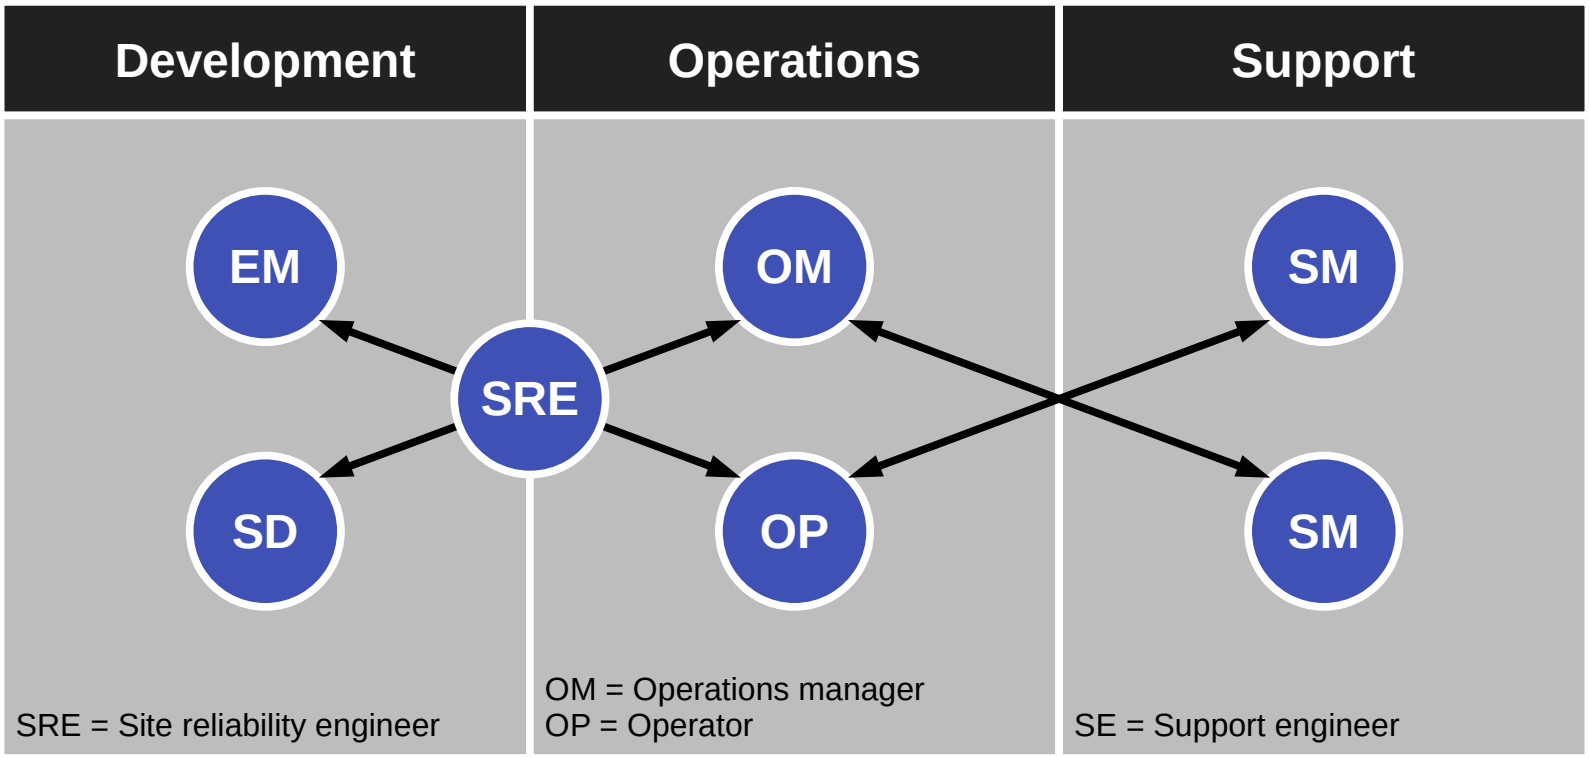 Development
Operations
Support
EM
OM
SM
SRE
SD
OP
SM
SRE = Site reliability engineer
OM = Operations manager
OP = Operator
SE = Support engineer